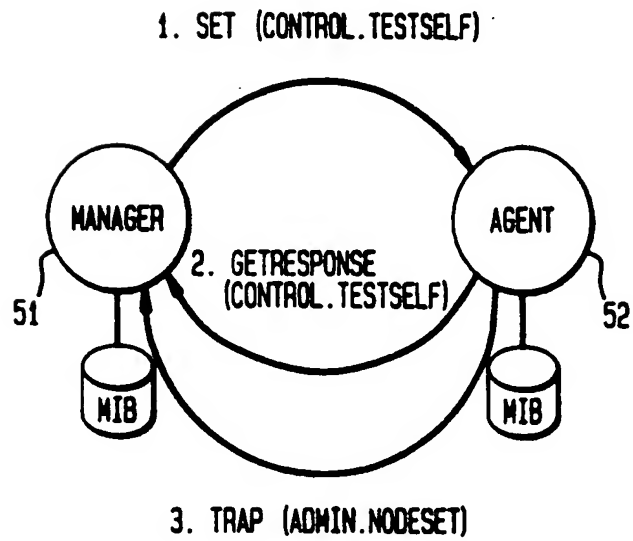 1. SET (CONTROL.TESTSELF)
MANAGER
AGENT
2. GETRESPONSE
(CONTROL.TESTSELF)
51
52
MIB
MIB
3. TRAP (ADMIN.NODESET)